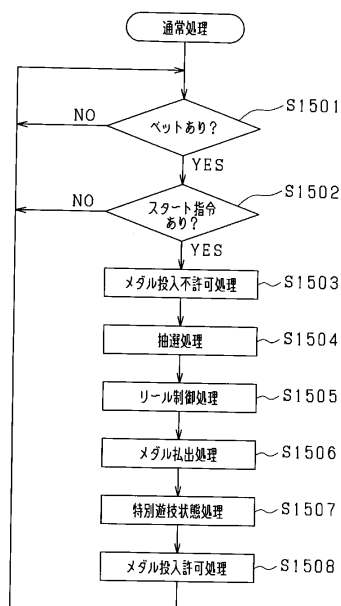 通常処理
ベットあり?
S1501
NO
YES
スタート指令
あり?
S1502
NO
YES
メダル投入不許可処理
S1503
抽選処理
S1504
リール制御処理
S1505
メダル払出処理
S1506
特別遊技状態処理
S1507
メダル投入許可処理
S1508